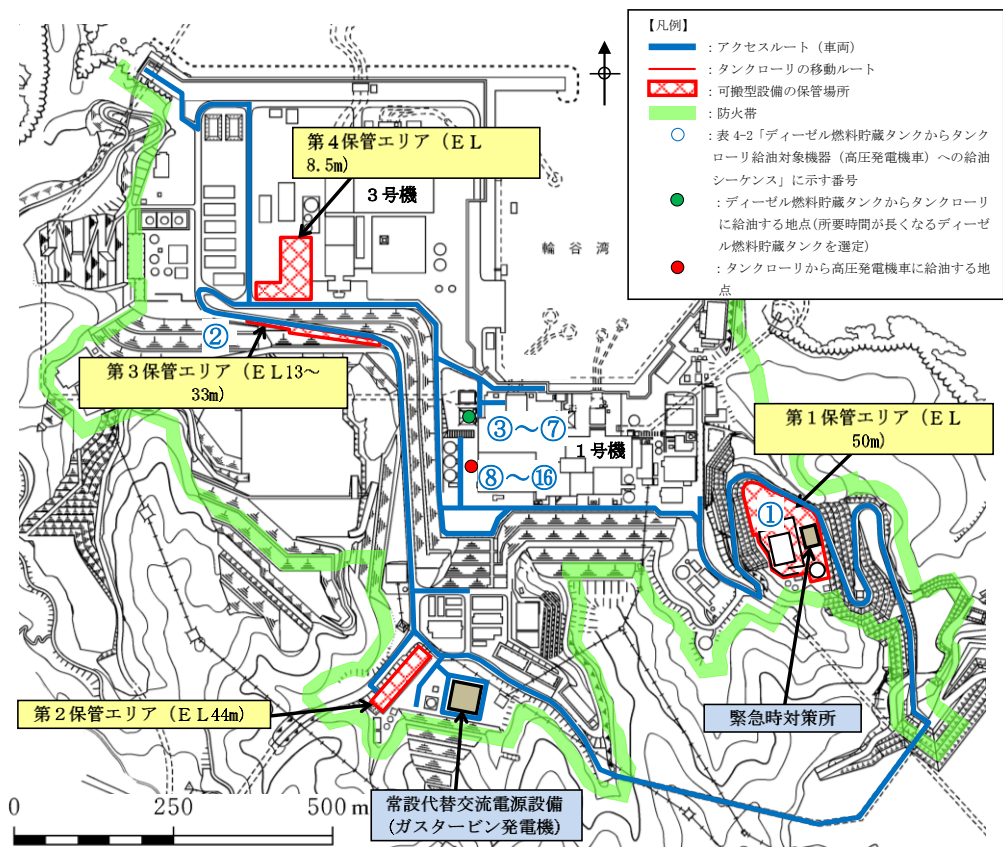 【凡例】
：アクセスルート（車両）
：タンクローリの移動ルート
：可搬型設備の保管場所
：防火帯
：表 4-2「ディーゼル燃料貯蔵タンクからタンク
ローリ給油対象機器（高圧発電機車）への給油
シーケンス」に示す番号
：ディーゼル燃料貯蔵タンクからタンクローリ
に給油する地点(所要時間が長くなるディーゼ
ル燃料貯蔵タンクを選定)
：タンクローリから高圧発電機車に給油する地
点
第４保管エリア（ＥＬ
8.5m）
３号機
輪谷湾
②
第３保管エリア（ＥＬ13～
33m）
③～⑦
１号機
⑧～⑯
第１保管エリア（ＥＬ
50m）
①
第２保管エリア（ＥＬ44m）
緊急時対策所
常設代替交流電源設備
(ガスタービン発電機)
0 250 500 m